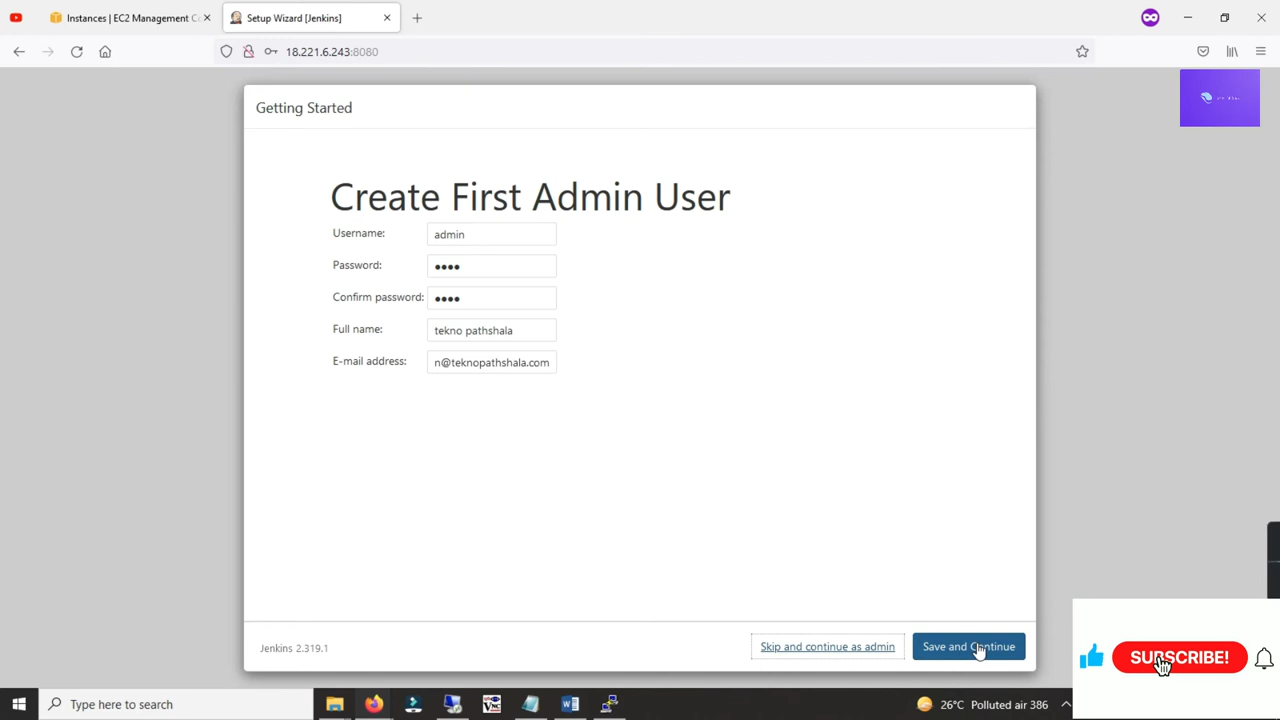 Instances | EC2 Management Co
Setup Wizard [Jenkins]
18.221.6.243:8080
Getting Started
Create First Admin User
Username: admin
Password: ••••
Confirm password: ••••
Full name: tekno pathshala
E-mail address: n@teknopathshala.com
Jenkins 2.319.1
Skip and continue as admin
Save and Continue
SUBSCRIBE!
Type here to search
26°C Polluted air 386